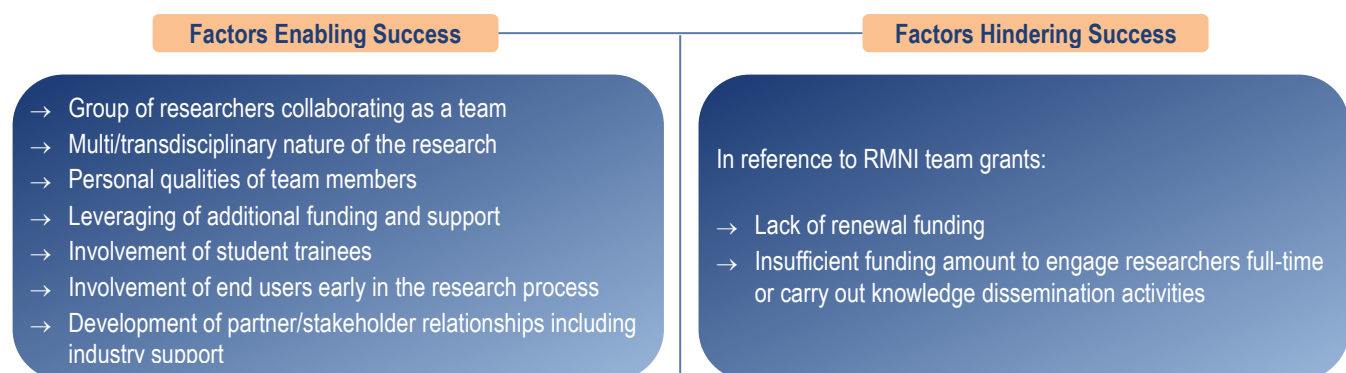 Factors Enabling Success
Factors Hindering Success
→ Group of researchers collaborating as a team
→ Multi/transdisciplinary nature of the research
→ Personal qualities of team members
→ Leveraging of additional funding and support
→ Involvement of student trainees
→ Involvement of end users early in the research process
→ Development of partner/stakeholder relationships including
industry support
In reference to RMNI team grants:
→ Lack of renewal funding
→ Insufficient funding amount to engage researchers full-time
or carry out knowledge dissemination activities